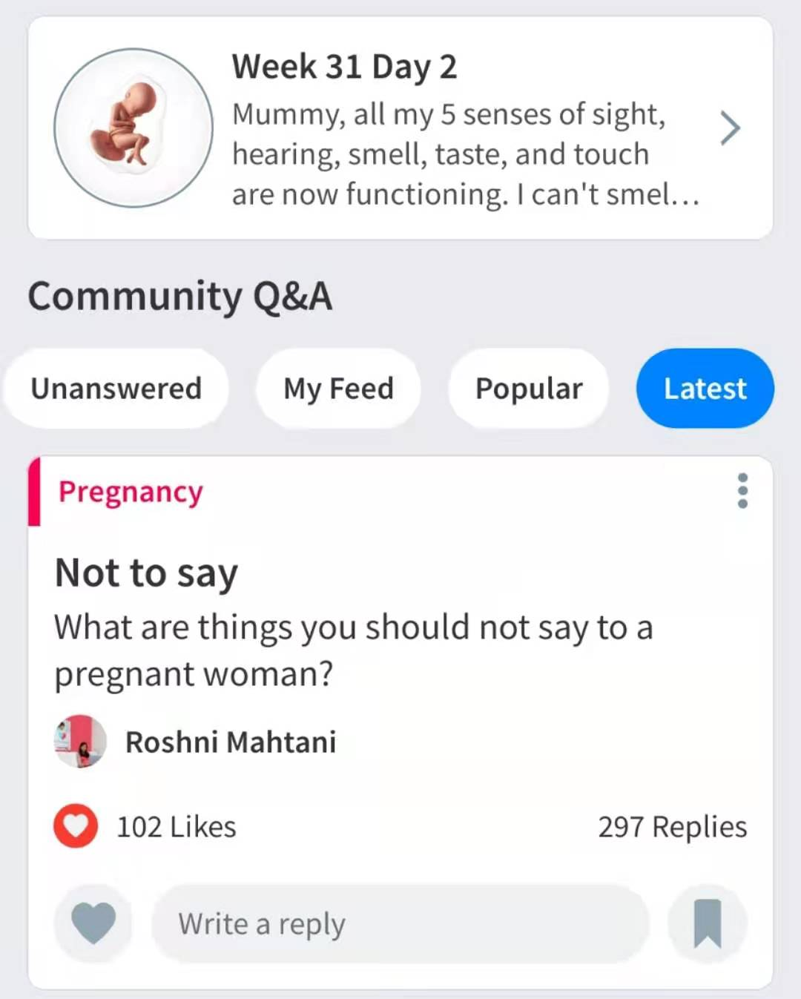 Week 31 Day 2
Mummy, all my 5 senses of sight,
hearing, smell, taste, and touch
are now functioning. I can't smel...
Community Q&A
Unanswered
My Feed
Popular
Latest
Pregnancy
Not to say
What are things you should not say to a
pregnant woman?
Roshni Mahtani
102 Likes
297 Replies
Write a reply